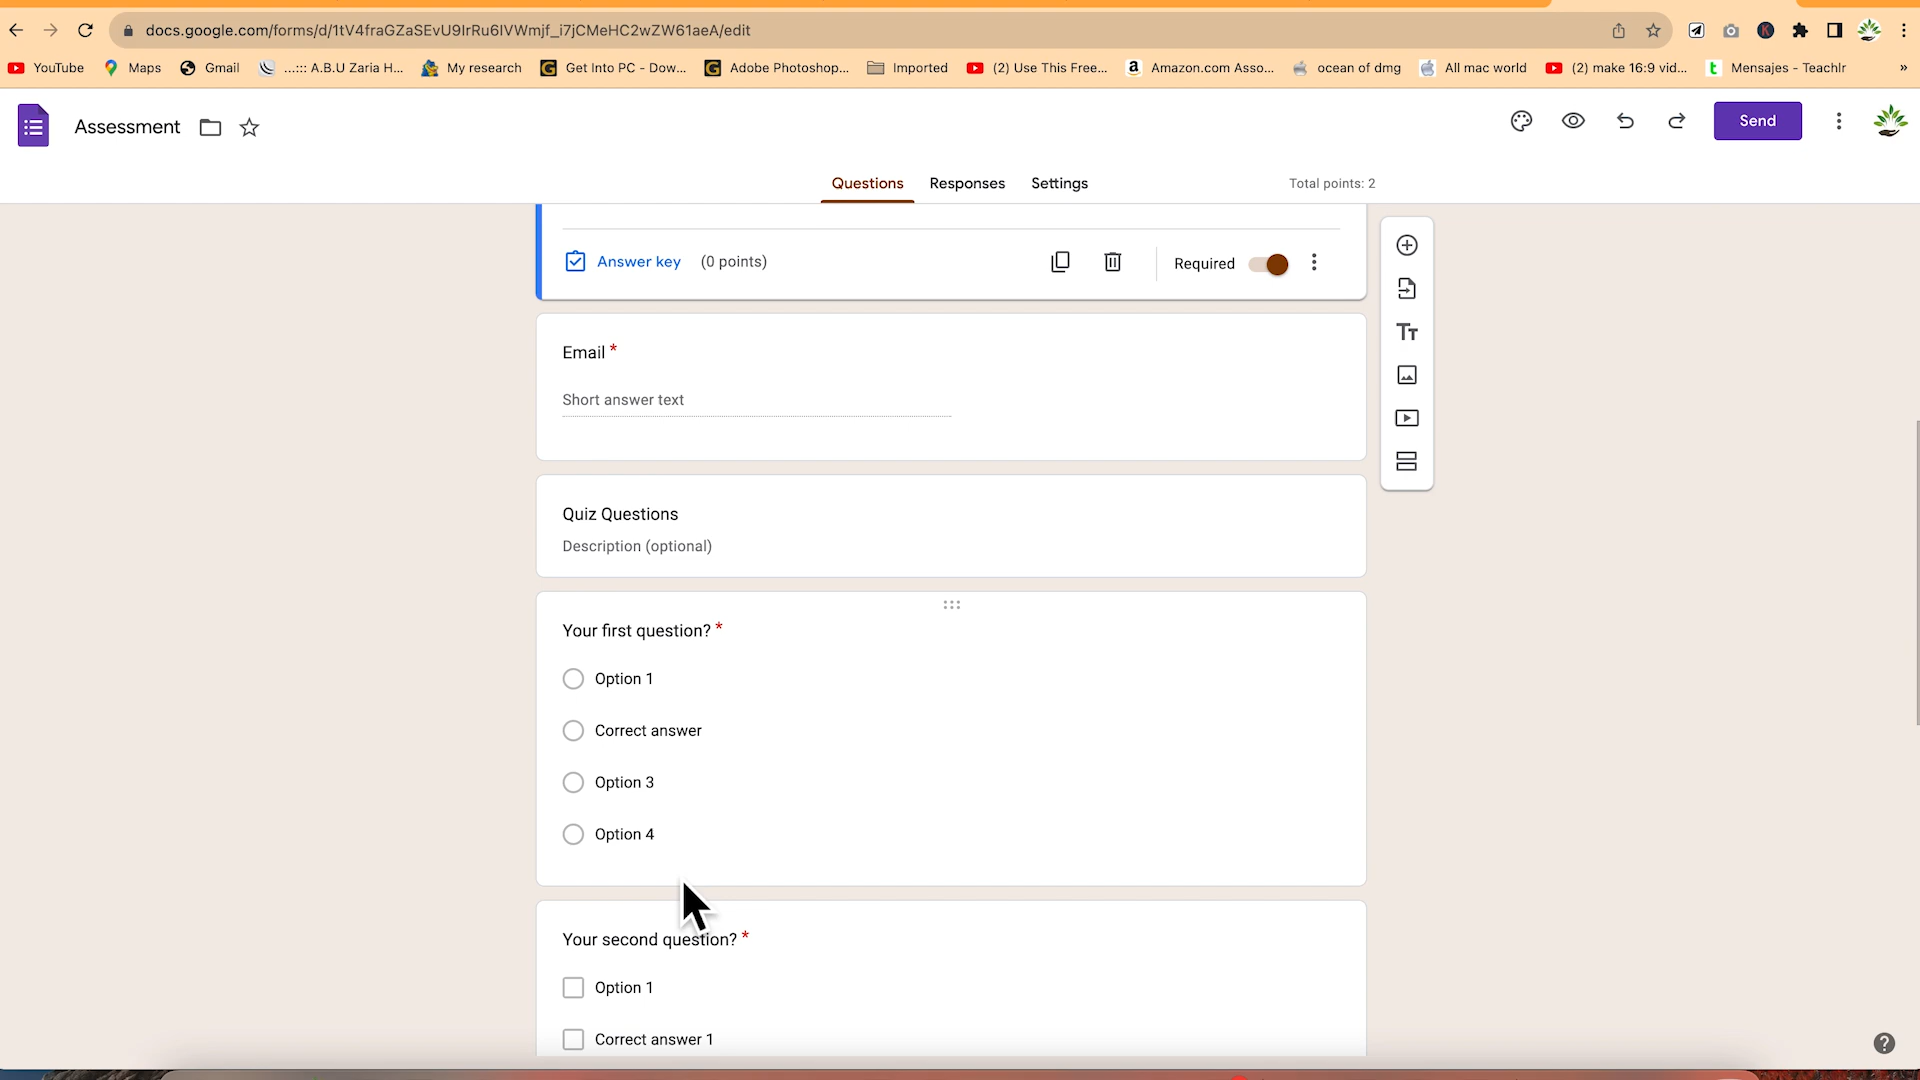 docs.google.com/forms/d/1tV4fraGZaSEvU9IrRu6IVWmjf_i7jCMeHC2wZW61aeA/edit
YouTube Maps Gmail ...::: A.B.U Zaria H... My research Get Into PC - Dow... Adobe Photoshop... Imported (2) Use This Free... Amazon.com Asso... ocean of dmg All mac world (2) make 16:9 vid... Mensajes - Teachlr »
Assessment
Send
Questions Responses Settings
Total points: 2
Answer key (0 points)
Required
Email *
Short answer text
Quiz Questions
Description (optional)
Your first question? *
Option 1
Correct answer
Option 3
Option 4
Your second question? *
Option 1
Correct answer 1